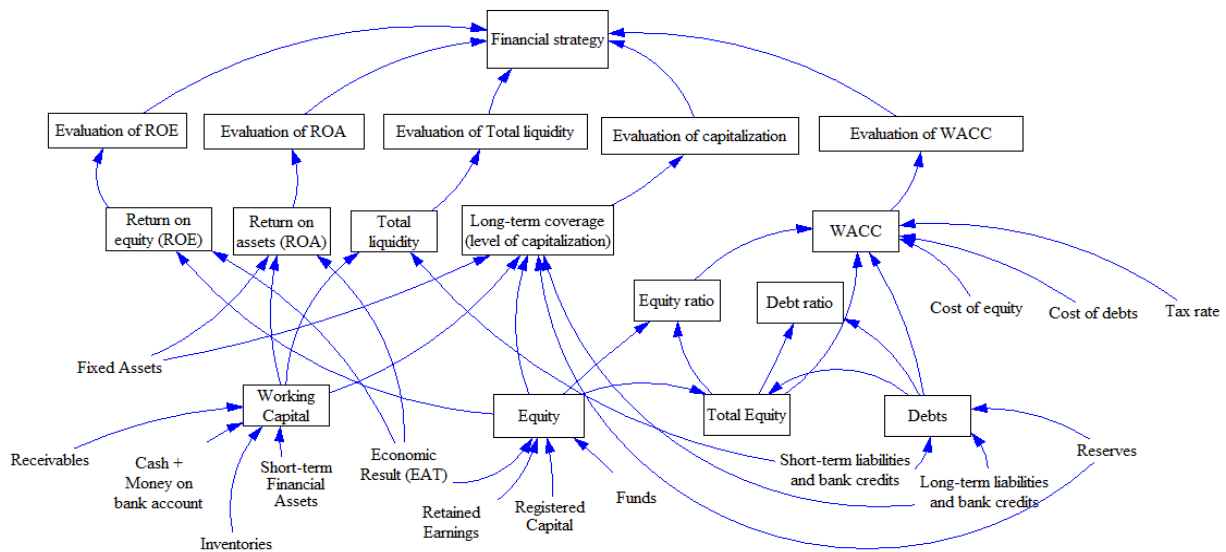 Financial strategy
Evaluation of ROE
Evaluation of ROA
Evaluation of Total liquidity
Evaluation of capitalization
Evaluation of WACC
Return on
equity (ROE)
Return on
assets (ROA)
Total
liquidity
Long-term coverage
(level of capitalization)
WACC
Equity ratio
Debt ratio
Cost of equity
Cost of debts
Tax rate
Fixed Assets
Working
Capital
Equity
Total Equity
Debts
Receivables
Cash +
Money on
bank account
Short-term
Financial
Assets
Economic
Result (EAT)
Short-term liabilities
and bank credits
Long-term liabilities
and bank credits
Reserves
Inventories
Retained
Earnings
Registered
Capital
Funds